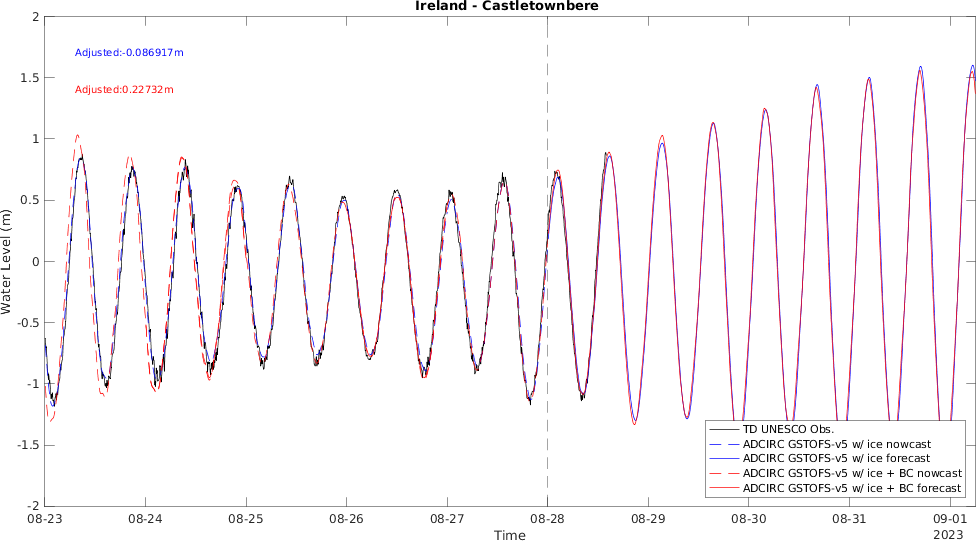 Ireland - Castletownbere
2
1.5
1
0.5
0
-0.5
-1
-1.5
-2
Water Level (m)
Adjusted:-0.086917m
Adjusted:0.22732m
TD UNESCO Obs.
ADCIRC GSTOFS-v5 w/ ice nowcast
ADCIRC GSTOFS-v5 w/ ice forecast
ADCIRC GSTOFS-v5 w/ ice + BC nowcast
ADCIRC GSTOFS-v5 w/ ice + BC forecast
08-23 08-24 08-25 08-26 08-27 08-28 08-29 08-30 08-31 09-01
2023
Time